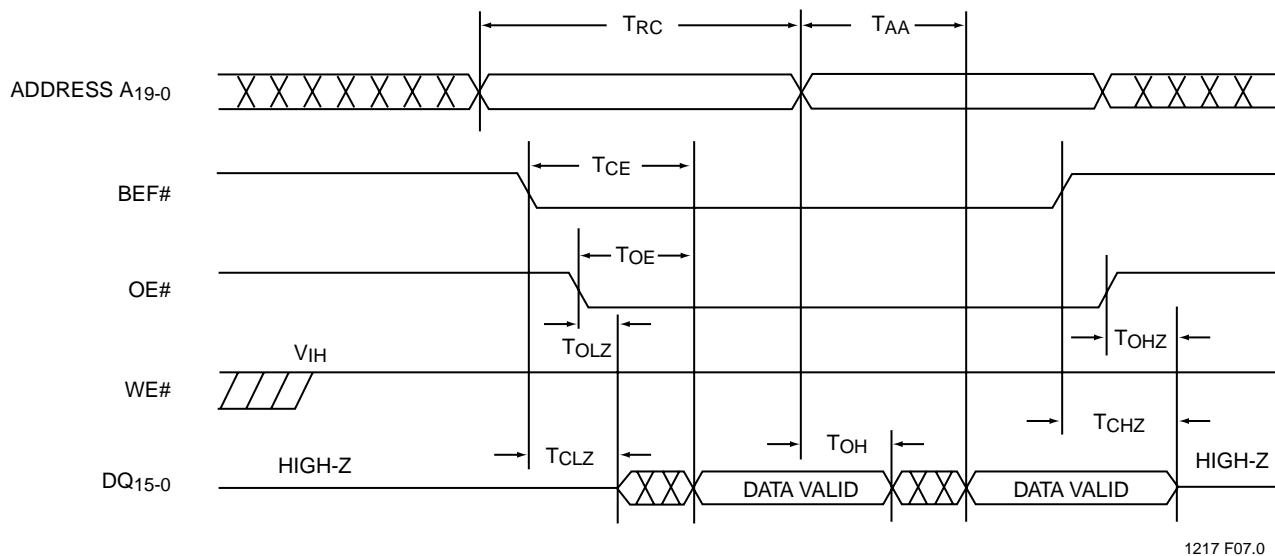 TRC
TAA
ADDRESS A19-0
TCE
BEF#
TOE
OE#
TOLZ
TOHZ
VIH
WE#
TCHZ
TCLZ
TOH
HIGH-Z
HIGH-Z
DQ15-0
DATA VALID
DATA VALID
1217 F07.0